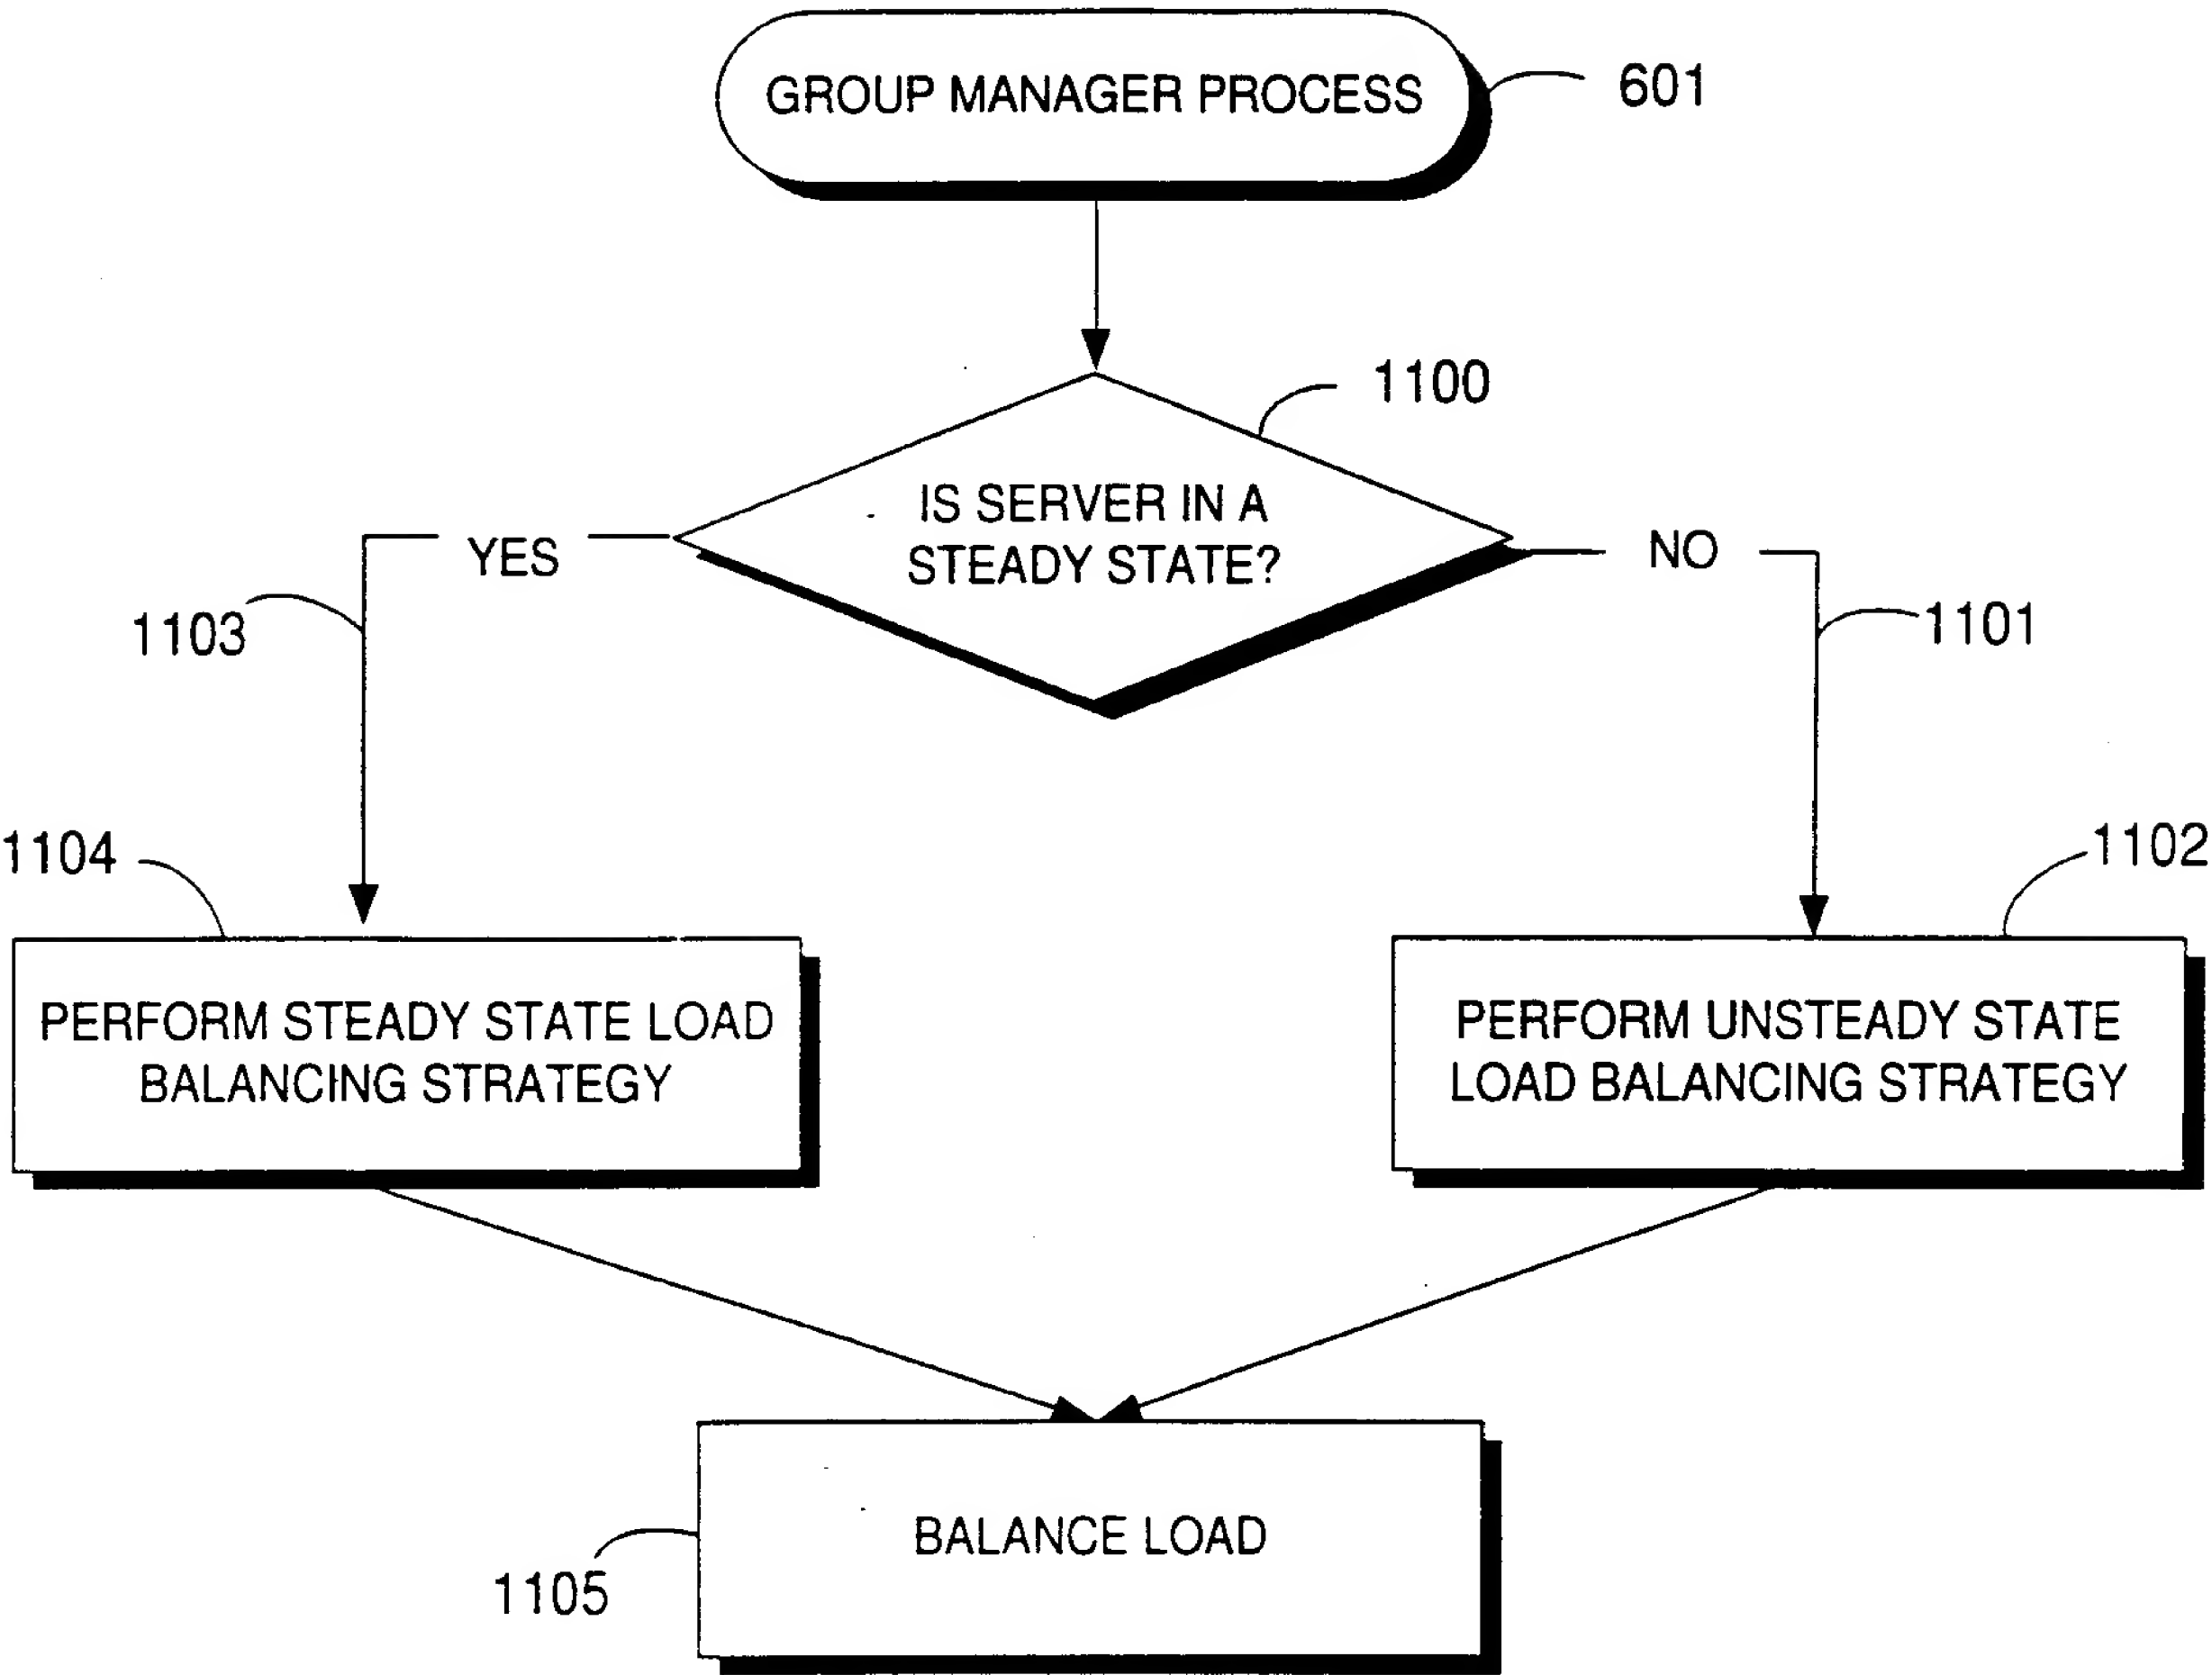 GROUP MANAGER PROCESS
601
1100
IS SERVER IN A
STEADY STATE?
YES
NO
1103
1101
1104
1102
PERFORM STEADY STATE LOAD
BALANCING STRATEGY
PERFORM UNSTEADY STATE
LOAD BALANCING STRATEGY
BALANCE LOAD
1105